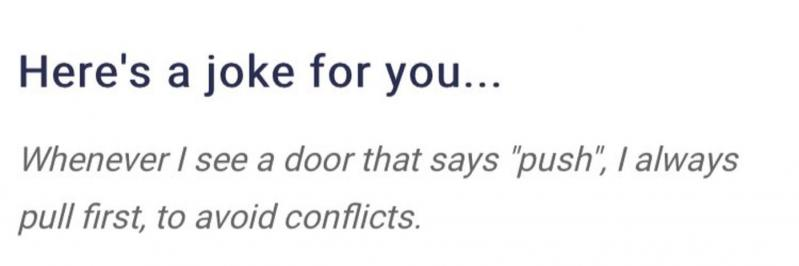 Here's a joke for you...
Whenever I see a door that says "push", I always
pull first, to avoid conflicts.